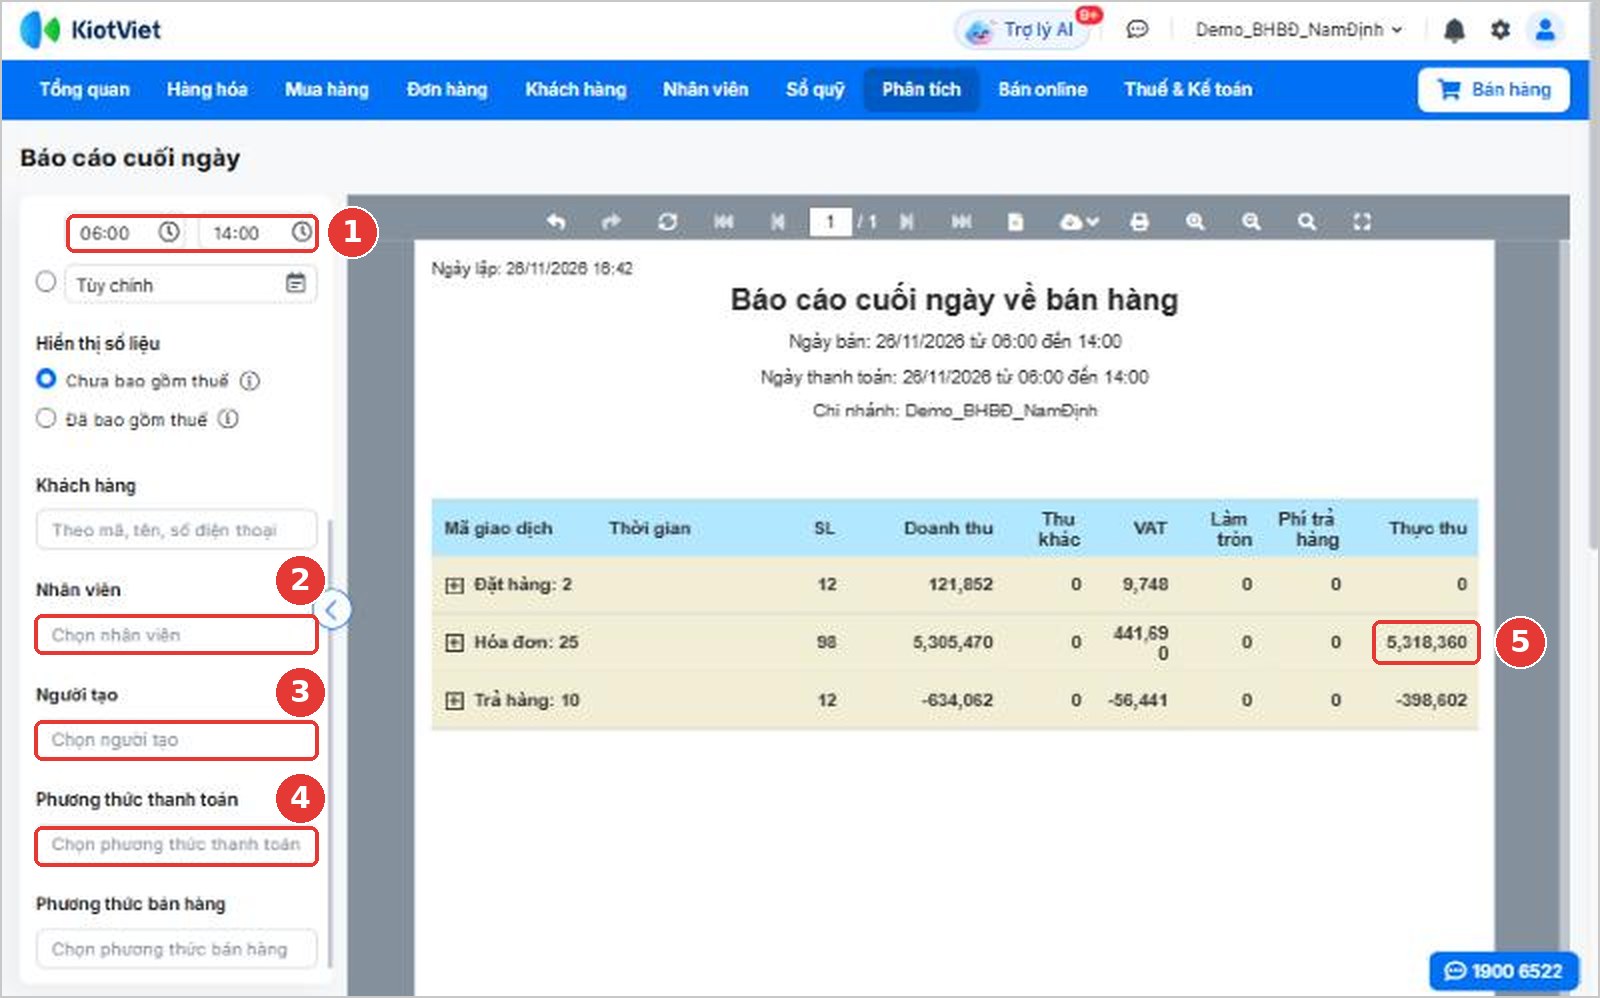 KiotViet
Trợ lý AI
9+
Demo_BHBĐ_NamĐịnh
Tổng quan
Hàng hóa
Mua hàng
Đơn hàng
Khách hàng
Nhân viên
Sổ quỹ
Phân tích
Bán online
Thuế & Kế toán
Bán hàng
Báo cáo cuối ngày
06:00
14:00
1
Tùy chỉnh
Hiển thị số liệu
Chưa bao gồm thuế
Đã bao gồm thuế
Khách hàng
Theo mã, tên, số điện thoại
Nhân viên
2
Chọn nhân viên
Người tạo
3
Chọn người tạo
Phương thức thanh toán
4
Chọn phương thức thanh toán
Phương thức bán hàng
Chọn phương thức bán hàng
1 / 1
Ngày lập: 26/11/2026 16:42
Báo cáo cuối ngày về bán hàng
Ngày bán: 26/11/2026 từ 06:00 đến 14:00
Ngày thanh toán: 26/11/2026 từ 06:00 đến 14:00
Chi nhánh: Demo_BHBĐ_NamĐịnh
Mã giao dịch Thời gian SL Doanh thu Thu khác VAT Làm tròn Phí trả hàng Thực thu
Đặt hàng: 2 12 121,852 0 9,748 0 0 0
Hóa đơn: 25 98 5,305,470 0 441,690 0 0 5,318,360
5
Trả hàng: 10 12 -634,062 0 -56,441 0 0 -398,602
1900 6522